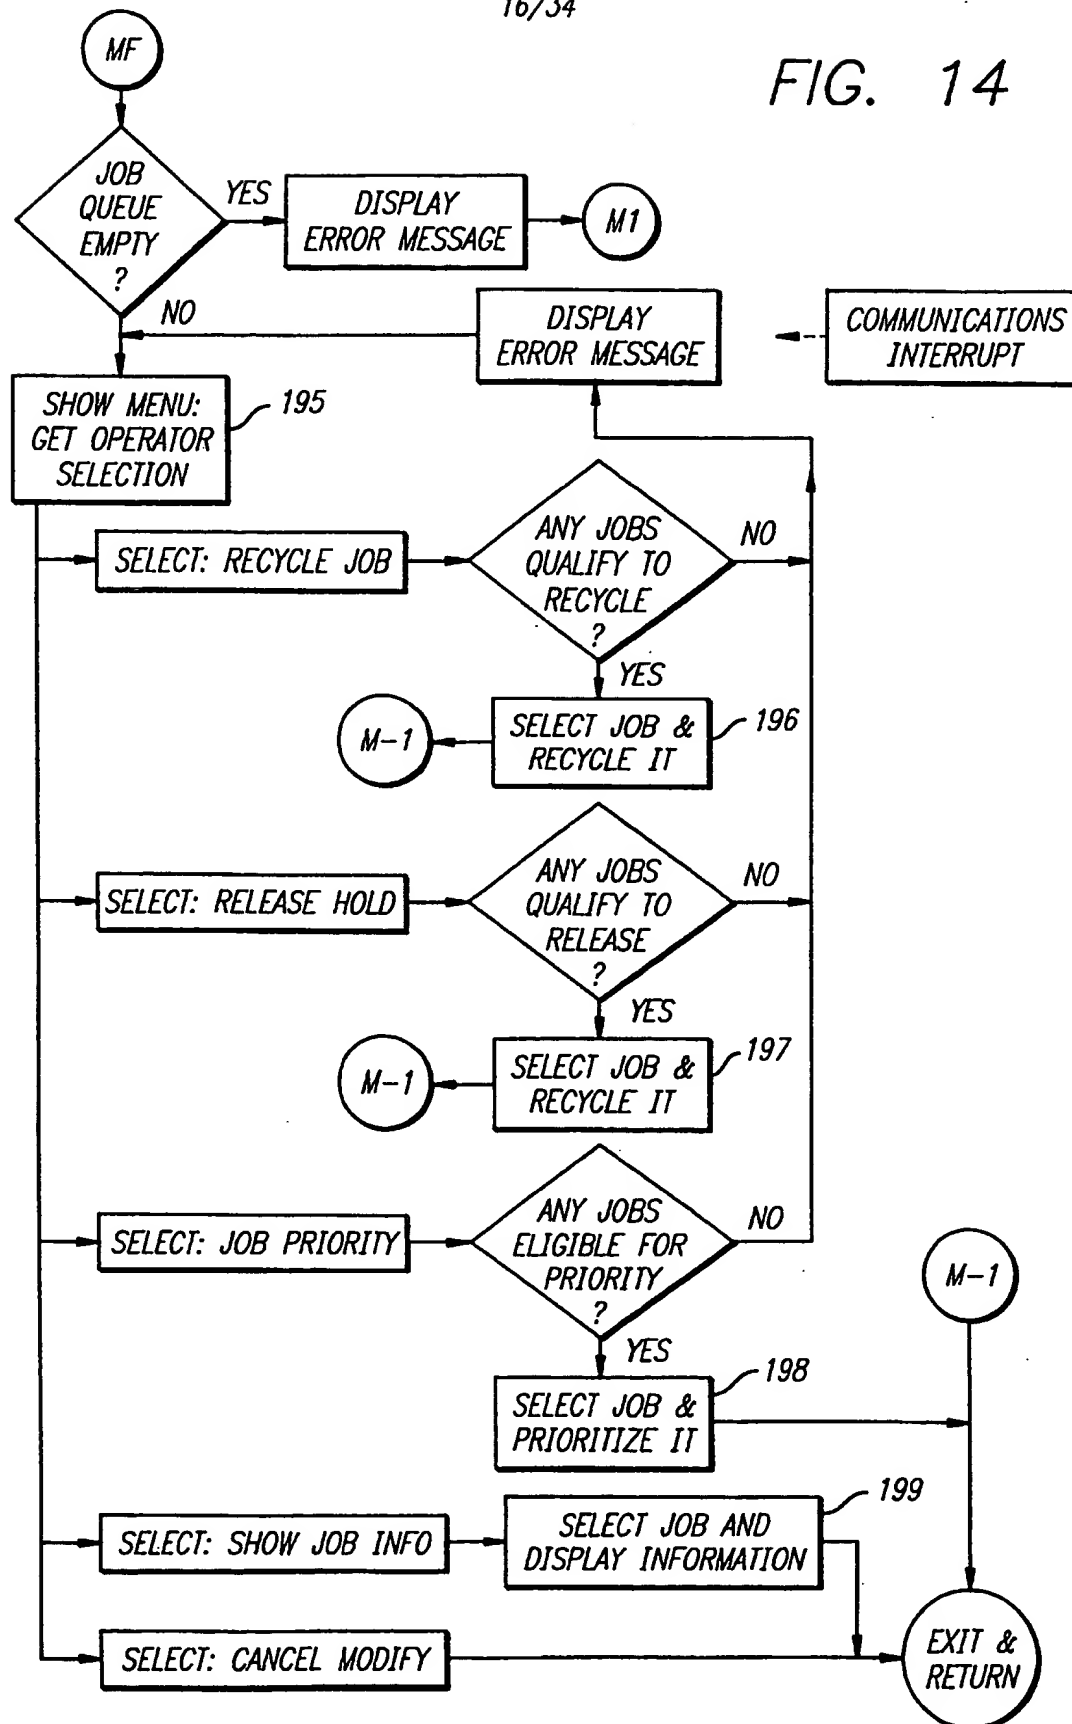 16/34
FIG. 14
MF
JOB
QUEUE
EMPTY
?
YES
DISPLAY
ERROR MESSAGE
M1
NO
DISPLAY
ERROR MESSAGE
COMMUNICATIONS
INTERRUPT
SHOW MENU:
GET OPERATOR
SELECTION
195
SELECT: RECYCLE JOB
ANY JOBS
QUALIFY TO
RECYCLE
?
NO
YES
SELECT JOB &
RECYCLE IT
196
M-1
SELECT: RELEASE HOLD
ANY JOBS
QUALIFY TO
RELEASE
?
NO
YES
SELECT JOB &
RECYCLE IT
197
M-1
SELECT: JOB PRIORITY
ANY JOBS
ELIGIBLE FOR
PRIORITY
?
NO
YES
SELECT JOB &
PRIORITIZE IT
198
M-1
SELECT: SHOW JOB INFO
SELECT JOB AND
DISPLAY INFORMATION
199
SELECT: CANCEL MODIFY
EXIT &
RETURN